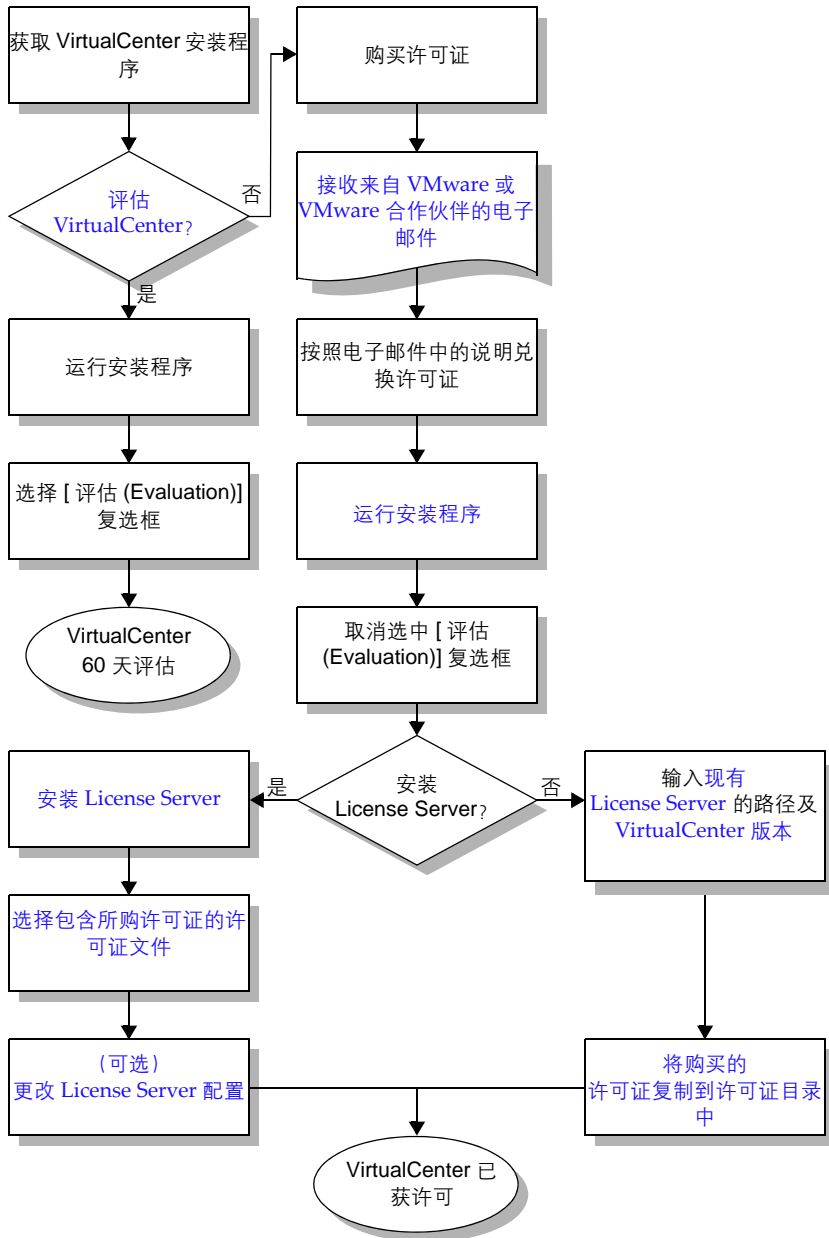 获取 VirtualCenter 安装程
序
评估
VirtualCenter？
是
运行安装程序
选择 [ 评估 (Evaluation)]
复选框
VirtualCenter
60 天评估
否
购买许可证
接收来自 VMware 或
VMware 合作伙伴的电子
邮件
按照电子邮件中的说明兑
换许可证
运行安装程序
取消选中 [ 评估
(Evaluation)] 复选框
安装
License Server？
是
安装 License Server
选择包含所购许可证的许
可证文件
（可选）
更改 License Server 配置
否
输入现有
License Server 的路径及
VirtualCenter 版本
将购买的
许可证复制到许可证目录
中
VirtualCenter 已
获许可